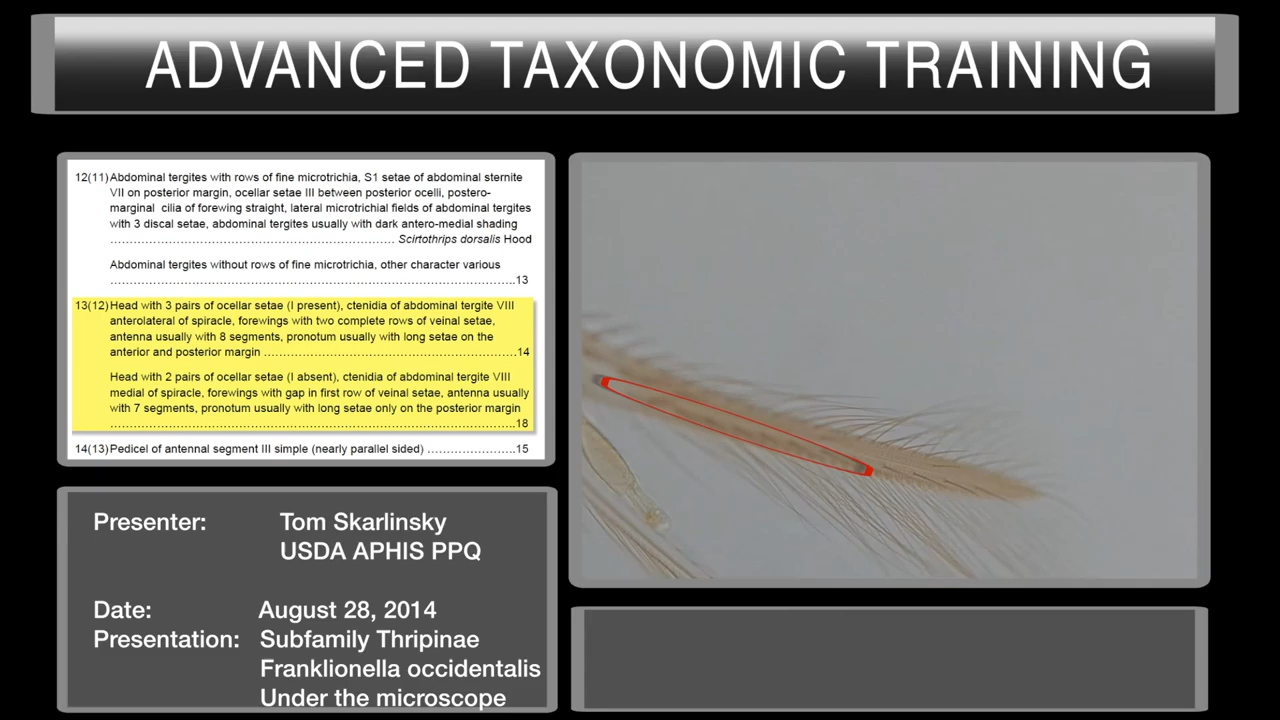 ADVANCED TAXONOMIC TRAINING
12(11) Abdominal tergites with rows of fine microtrichia, S1 setae of abdominal sternite
VII on posterior margin, ocellar setae III between posterior ocelli, postero-
marginal cilia of forewing straight, lateral microtrichial fields of abdominal tergites
with 3 discal setae, abdominal tergites usually with dark antero-medial shading
........................................................................ Scirtothrips dorsalis Hood
Abdominal tergites without rows of fine microtrichia, other character various
....................................................................................................13
13(12) Head with 3 pairs of ocellar setae (I present), ctenidia of abdominal tergite VIII
anterolateral of spiracle, forewings with two complete rows of veinal setae,
antenna usually with 8 segments, pronotum usually with long setae on the
anterior and posterior margin ...............................................................14
Head with 2 pairs of ocellar setae (I absent), ctenidia of abdominal tergite VIII
medial of spiracle, forewings with gap in first row of veinal setae, antenna usually
with 7 segments, pronotum usually with long setae only on the posterior margin
....................................................................................................18
14(13) Pedicel of antennal segment III simple (nearly parallel sided) ......................15
Presenter: Tom Skarlinsky
USDA APHIS PPQ
Date: August 28, 2014
Presentation: Subfamily Thripinae
Franklionella occidentalis
Under the microscope